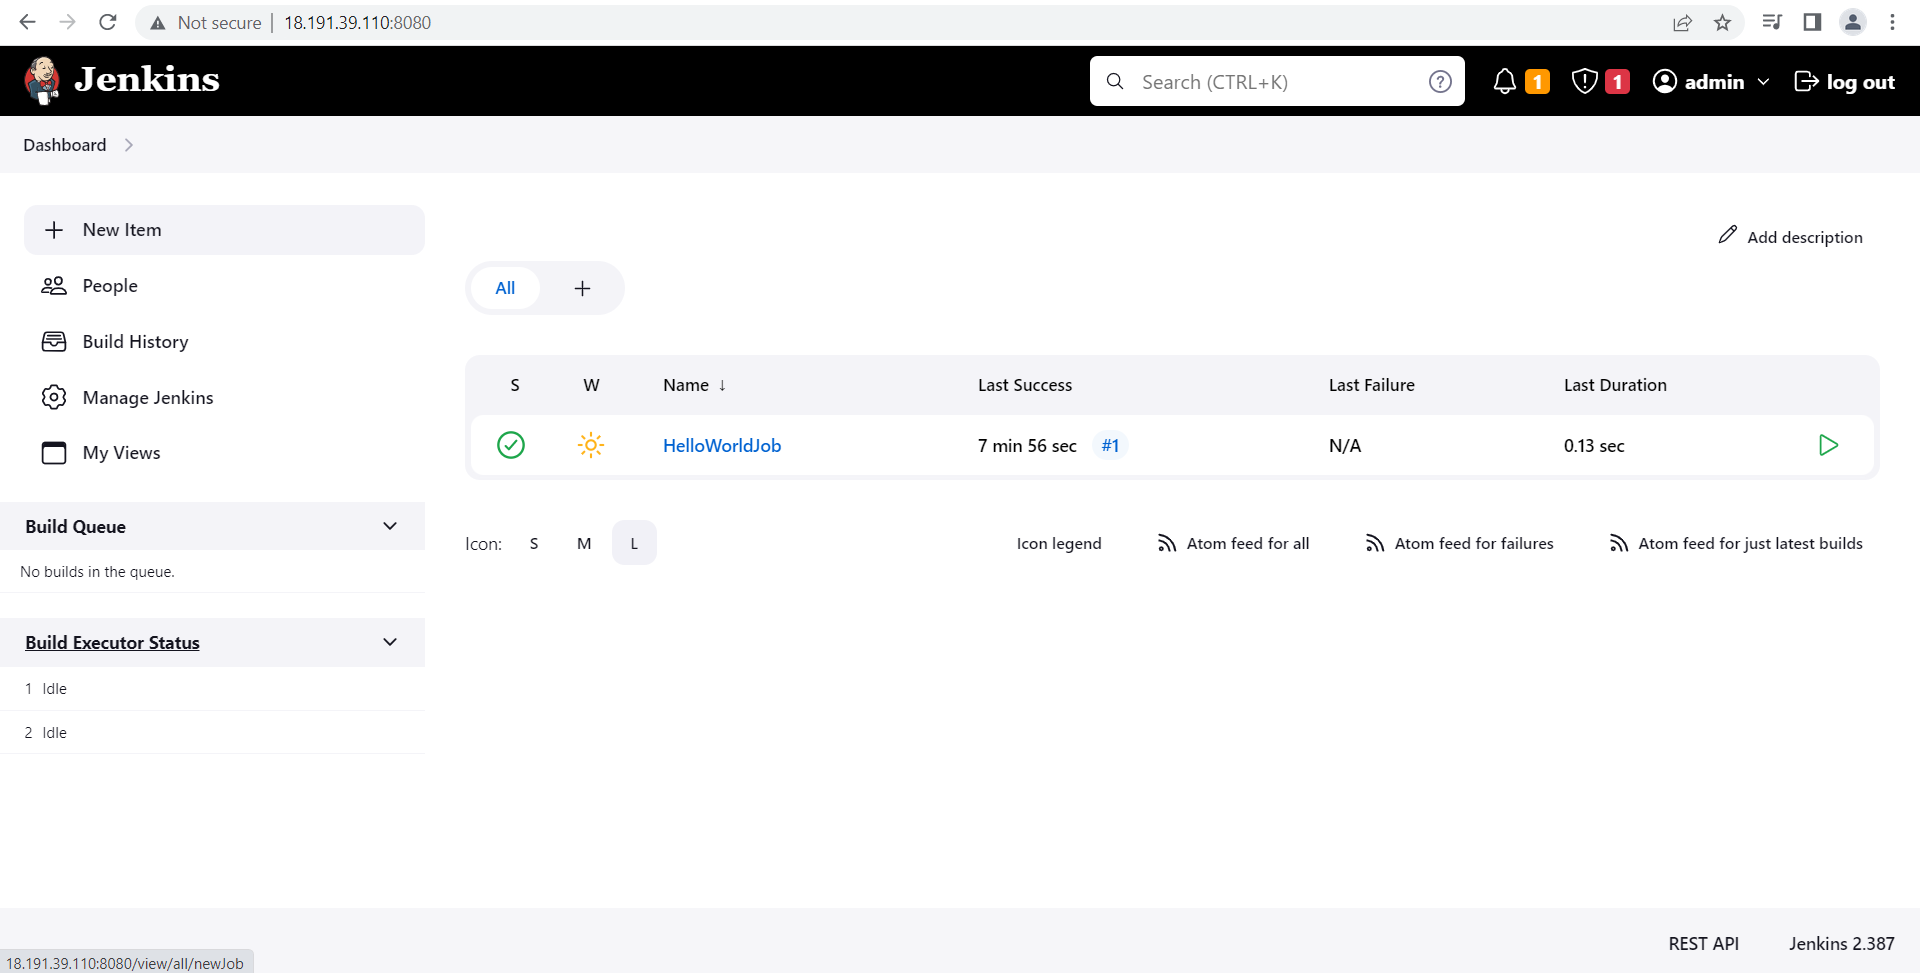 Not secure | 18.191.39.110:8080
Jenkins
Search (CTRL+K)
1
1
admin
log out
Dashboard
New Item
People
Build History
Manage Jenkins
My Views
Build Queue
No builds in the queue.
Build Executor Status
1 Idle
2 Idle
Add description
All
S W Name ↓ Last Success Last Failure Last Duration
HelloWorldJob 7 min 56 sec #1 N/A 0.13 sec
Icon: S M L
Icon legend
Atom feed for all
Atom feed for failures
Atom feed for just latest builds
REST API
Jenkins 2.387
18.191.39.110:8080/view/all/newJob